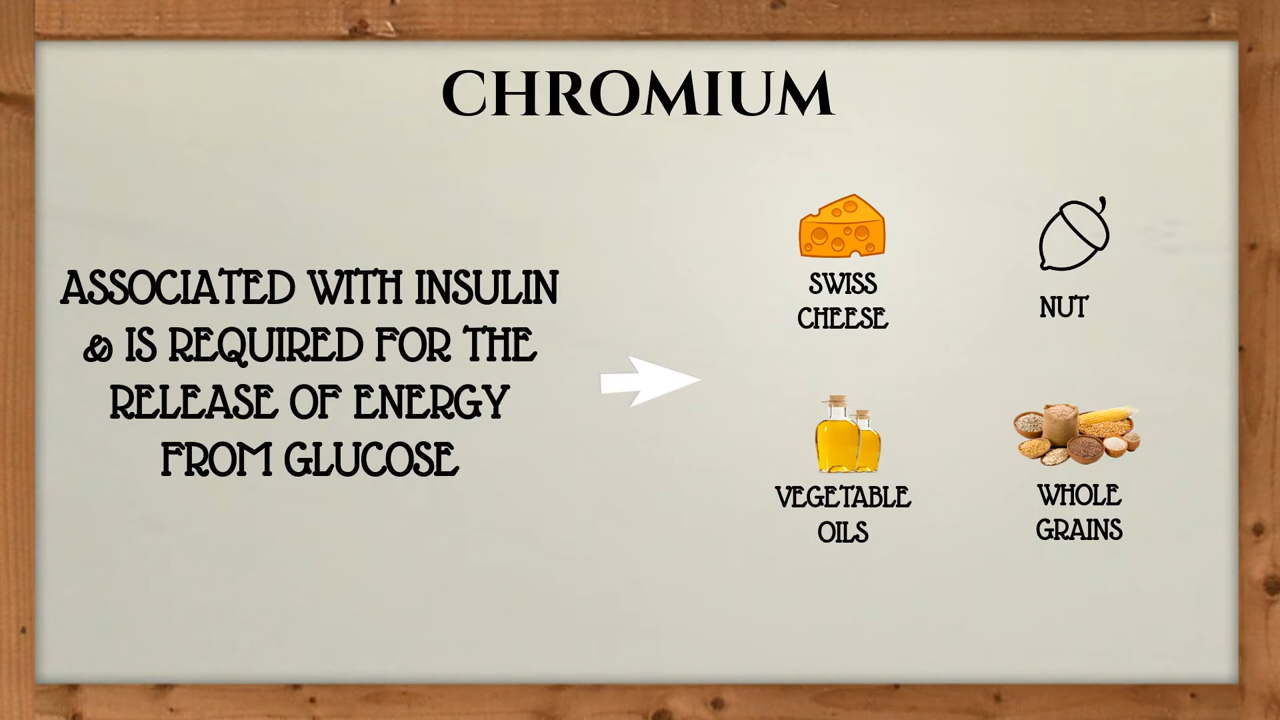 CHROMIUM
ASSOCIATED WITH INSULIN
& IS REQUIRED FOR THE
RELEASE OF ENERGY
FROM GLUCOSE
SWISS
CHEESE
NUT
VEGETABLE
OILS
WHOLE
GRAINS